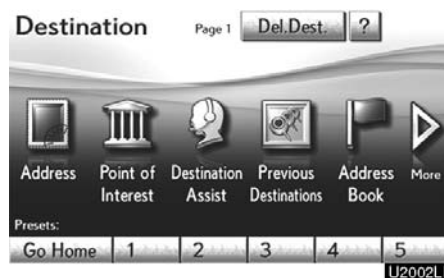 Destination Page 1 Del.Dest. ?
Address Point of Interest Destination Assist Previous Destinations Address Book More
Presets:
Go Home 1 2 3 4 5
U2002L